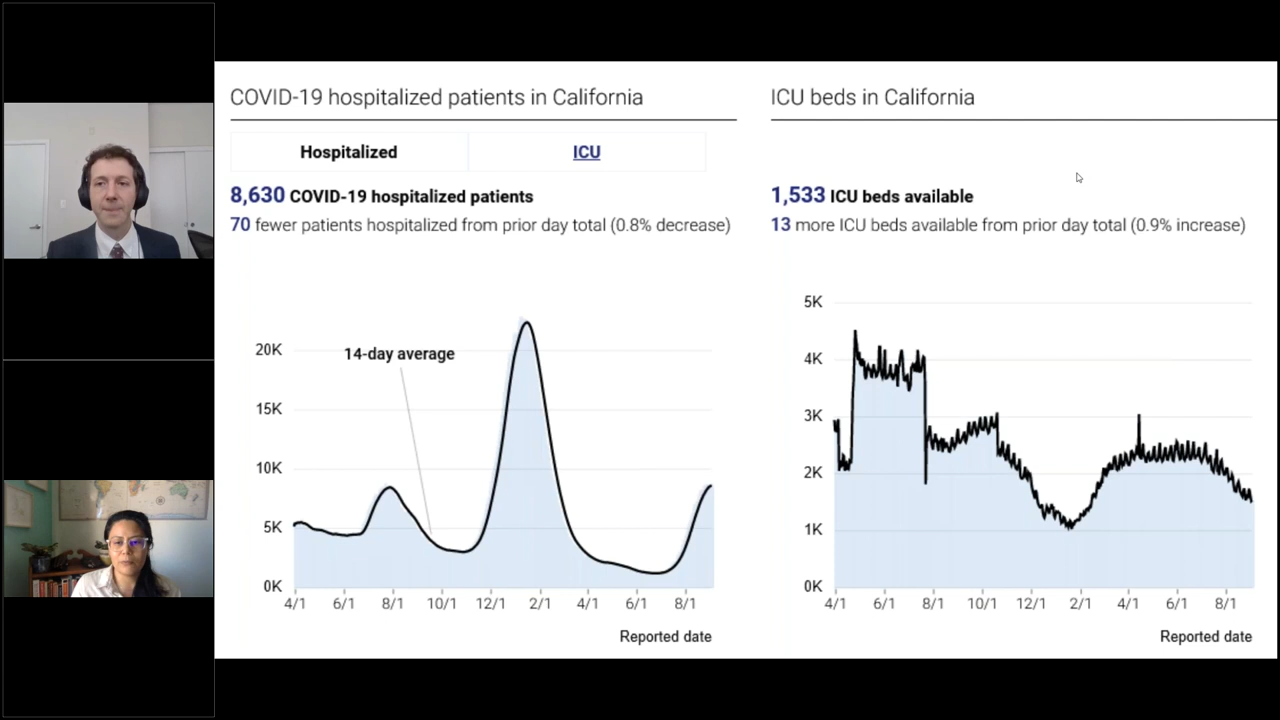 COVID-19 hospitalized patients in California
Hospitalized
ICU
8,630 COVID-19 hospitalized patients
70 fewer patients hospitalized from prior day total (0.8% decrease)
14-day average
20K
15K
10K
5K
0K
4/1 6/1 8/1 10/1 12/1 2/1 4/1 6/1 8/1
Reported date
ICU beds in California
1,533 ICU beds available
13 more ICU beds available from prior day total (0.9% increase)
5K
4K
3K
2K
1K
0K
4/1 6/1 8/1 10/1 12/1 2/1 4/1 6/1 8/1
Reported date